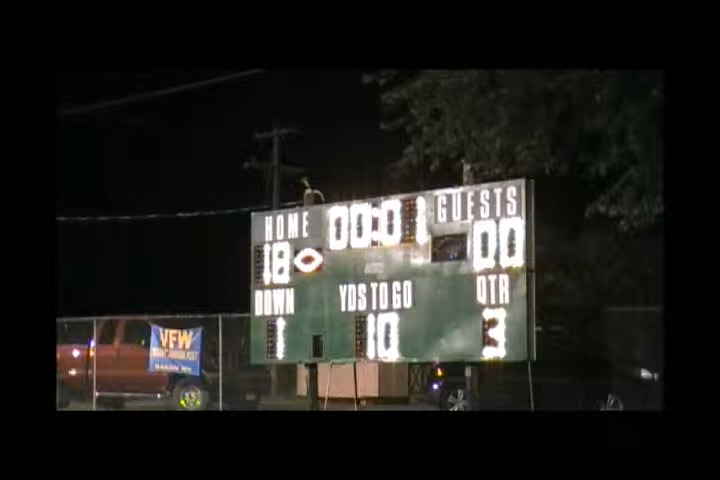 HOME 00:01 GUESTS
18 00
DOWN YDS TO GO QTR
1 10 3
VFW